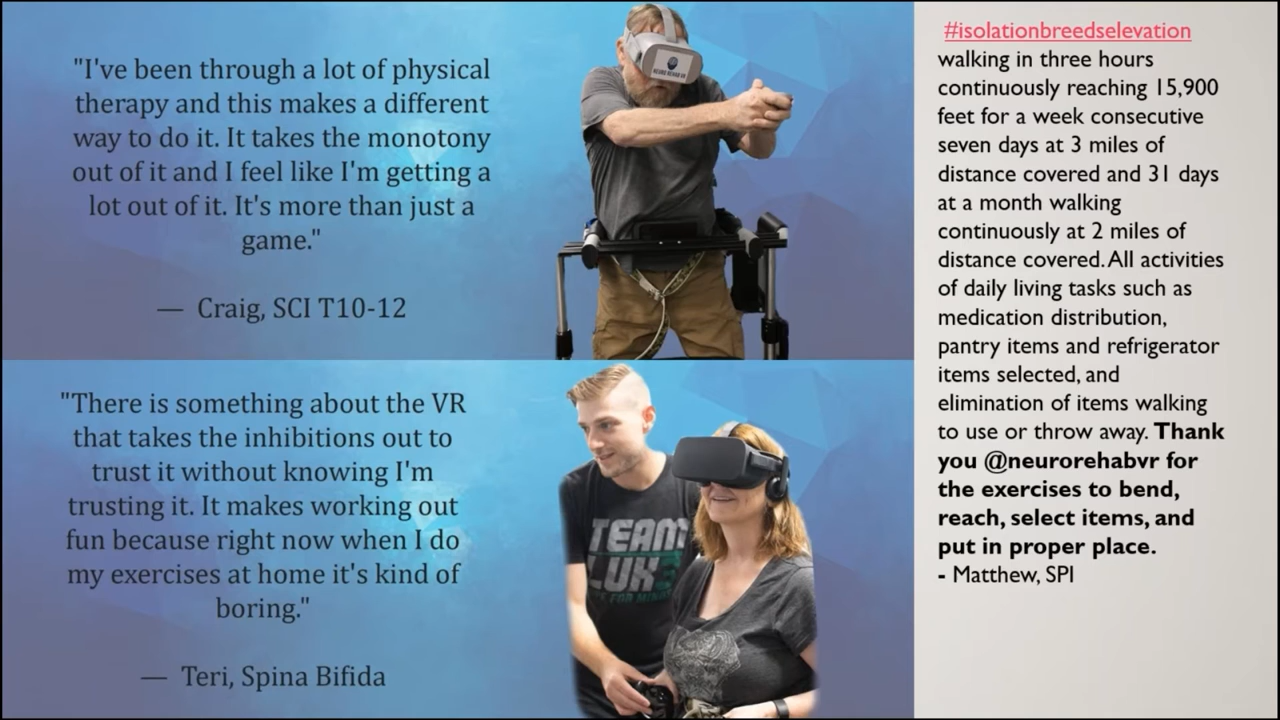 "I've been through a lot of physical
therapy and this makes a different
way to do it. It takes the monotony
out of it and I feel like I'm getting a
lot out of it. It's more than just a
game."
— Craig, SCI T10-12
NEURO REHAB VR
"There is something about the VR
that takes the inhibitions out to
trust it without knowing I'm
trusting it. It makes working out
fun because right now when I do
my exercises at home it's kind of
boring."
— Teri, Spina Bifida
TEAM
LUKE
FOR MINDS
#isolationbreedselevation
walking in three hours
continuously reaching 15,900
feet for a week consecutive
seven days at 3 miles of
distance covered and 31 days
at a month walking
continuously at 2 miles of
distance covered. All activities
of daily living tasks such as
medication distribution,
pantry items and refrigerator
items selected, and
elimination of items walking
to use or throw away. Thank
you @neurorehabvr for
the exercises to bend,
reach, select items, and
put in proper place.
- Matthew, SPI